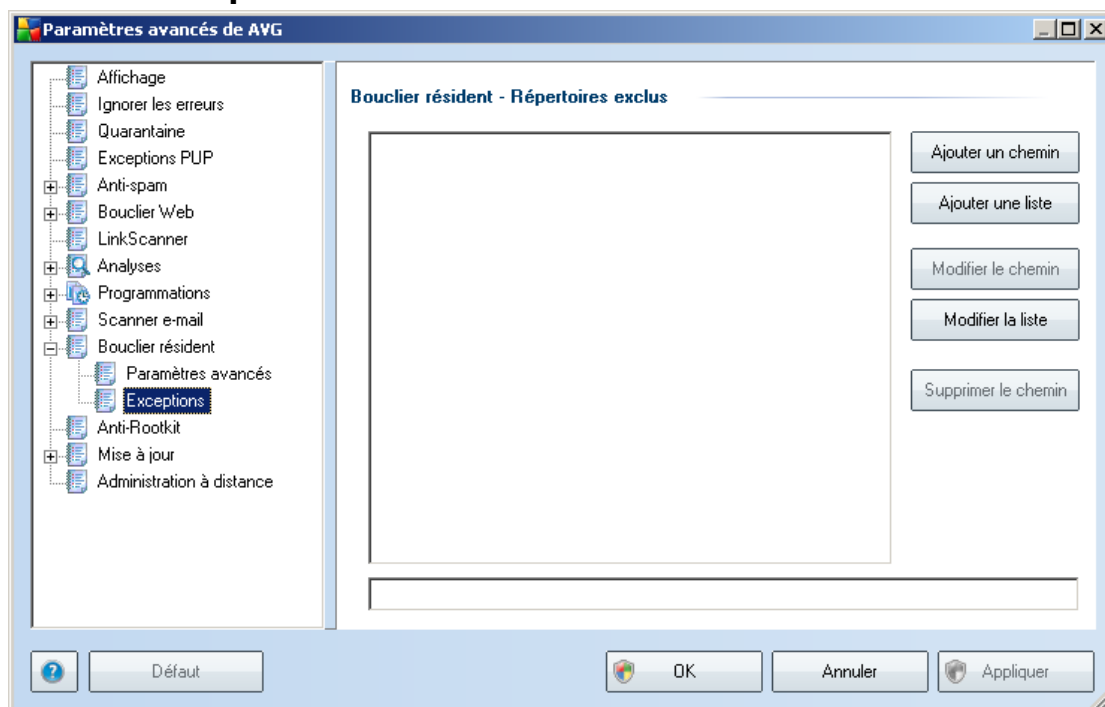 Paramètres avancés de AVG
Affichage
Ignorer les erreurs
Quarantaine
Exceptions PUP
Anti-spam
Bouclier Web
LinkScanner
Analyses
Programmations
Scanner e-mail
Bouclier résident
Paramètres avancés
Exceptions
Anti-Rootkit
Mise à jour
Administration à distance
Bouclier résident - Répertoires exclus
Ajouter un chemin
Ajouter une liste
Modifier le chemin
Modifier la liste
Supprimer le chemin
Défaut
OK
Annuler
Appliquer